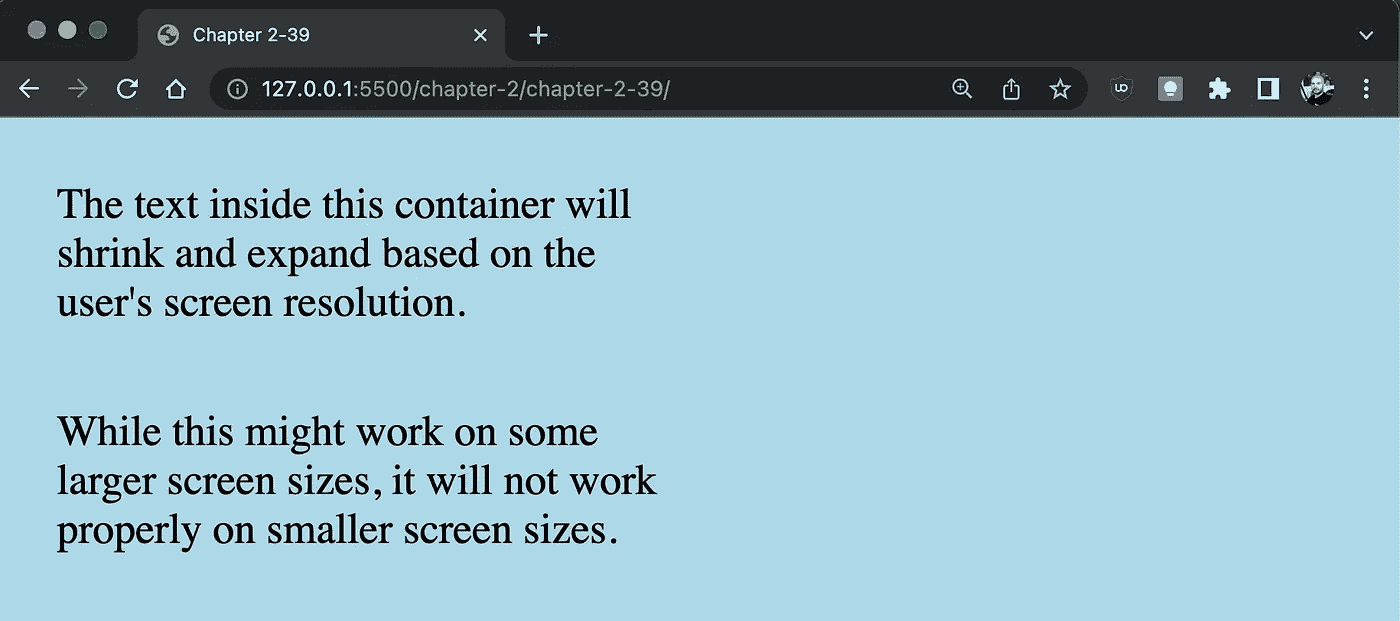 Chapter 2-39
127.0.0.1:5500/chapter-2/chapter-2-39/
The text inside this container will
shrink and expand based on the
user's screen resolution.
While this might work on some
larger screen sizes, it will not work
properly on smaller screen sizes.